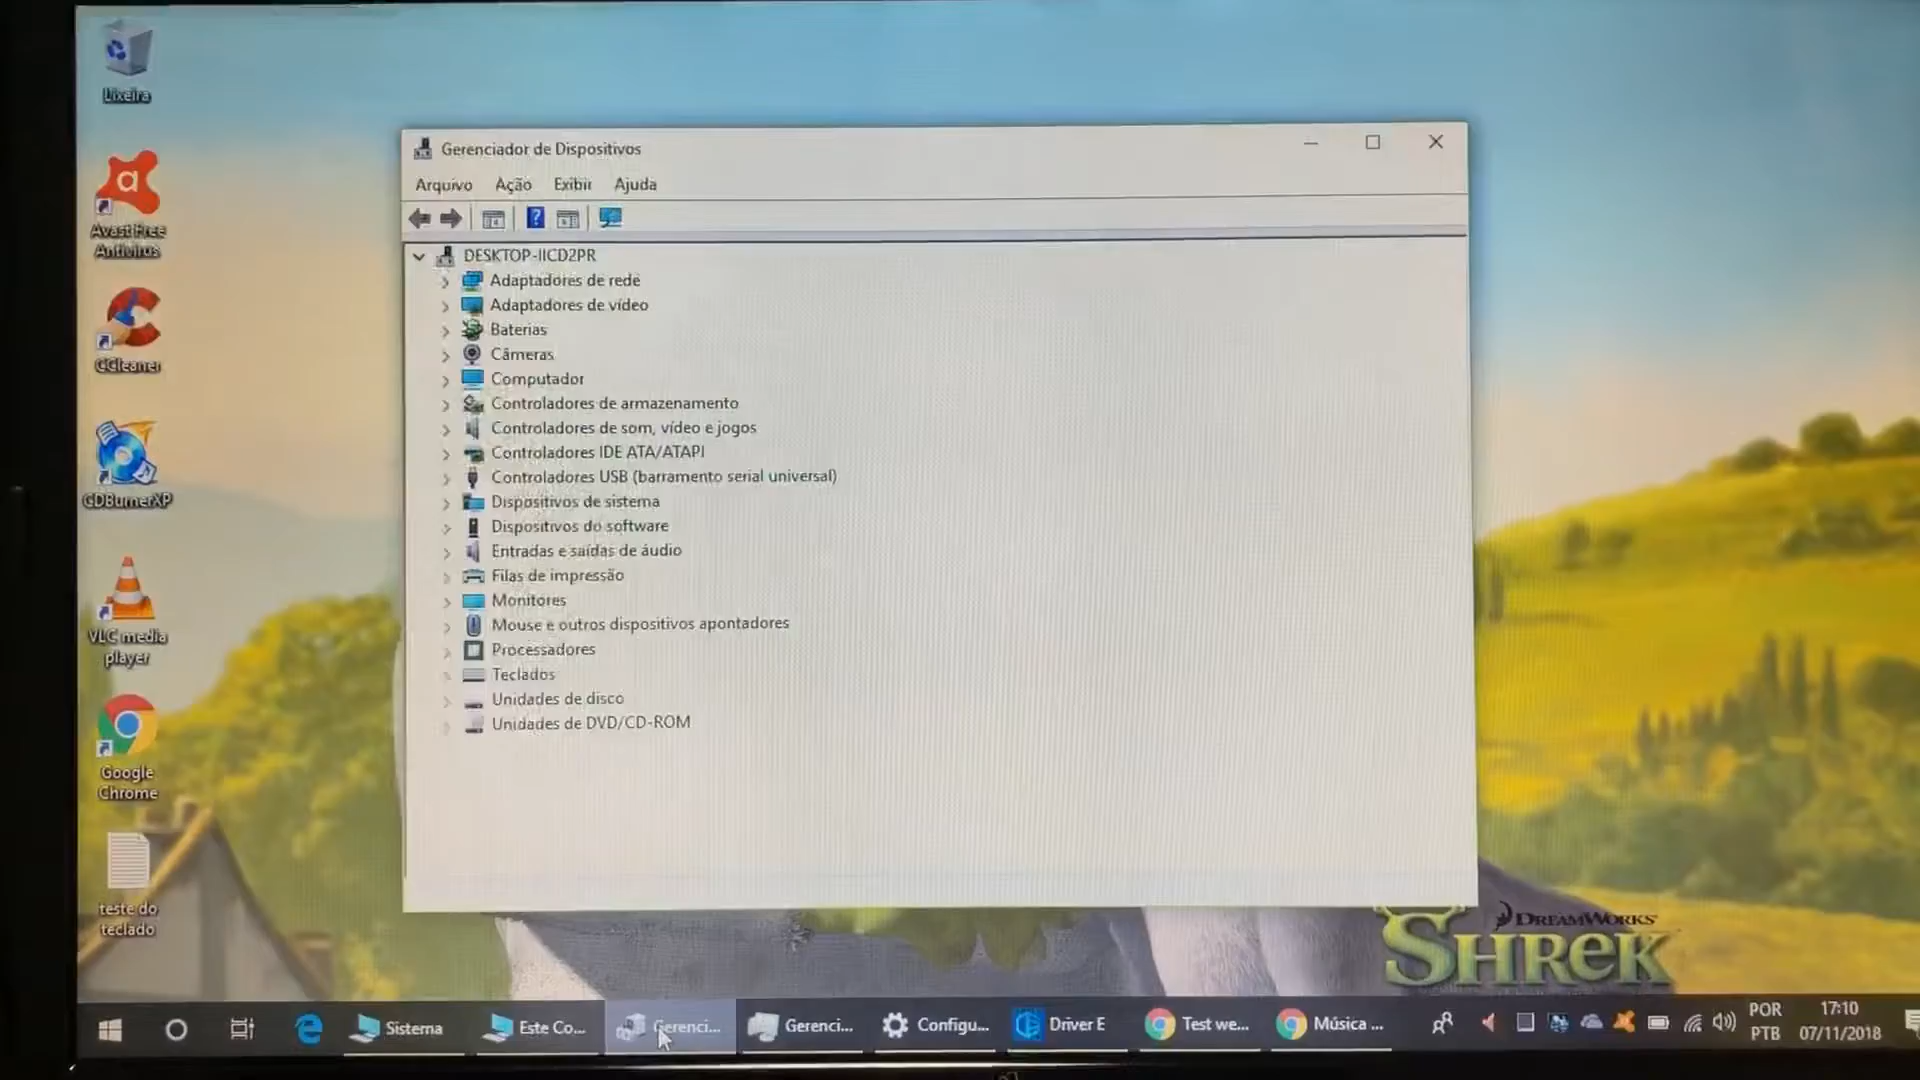 Lixeira
Avast Free
Antivirus
CCleaner
CDBurnerXP
VLC media
player
Google
Chrome
teste do
teclado
Gerenciador de Dispositivos
Arquivo Ação Exibir Ajuda
DESKTOP-IICD2PR
Adaptadores de rede
Adaptadores de vídeo
Baterias
Câmeras
Computador
Controladores de armazenamento
Controladores de som, vídeo e jogos
Controladores IDE ATA/ATAPI
Controladores USB (barramento serial universal)
Dispositivos de sistema
Dispositivos do software
Entradas e saídas de áudio
Filas de impressão
Monitores
Mouse e outros dispositivos apontadores
Processadores
Teclados
Unidades de disco
Unidades de DVD/CD-ROM
DREAMWORKS
SHREK
Sistema Este Co... Gerenci... Gerenci... Configu... Driver E Test we... Música ... POR 17:10
PTB 07/11/2018